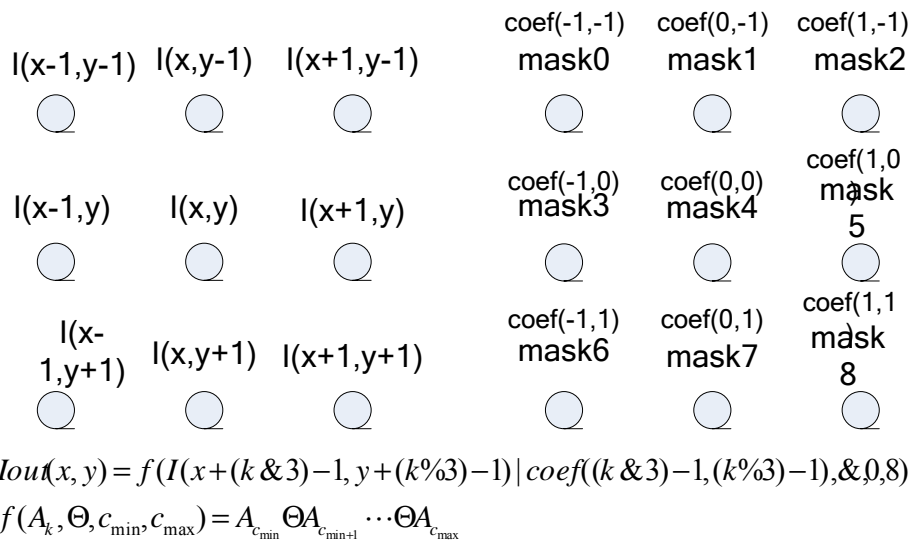 coef(-1,-1) coef(0,-1) coef(1,-1)
I(x-1,y-1) I(x,y-1) I(x+1,y-1) mask0 mask1 mask2
coef(-1,0) coef(0,0) coef(1,0
)
I(x-1,y) I(x,y) I(x+1,y) mask3 mask4 mask
5
coef(-1,1) coef(0,1) coef(1,1
)
I(x-
1,y+1) I(x,y+1) I(x+1,y+1) mask6 mask7 mask
8
Iout(x, y) = f(I(x+(k&3)−1, y+(k%3)−1)|coef((k&3)−1,(k%3)−1),&,0,8)
f(A_k,Θ,c_min,c_max) = A_{c_min}ΘA_{c_min+1}⋯ΘA_{c_max}